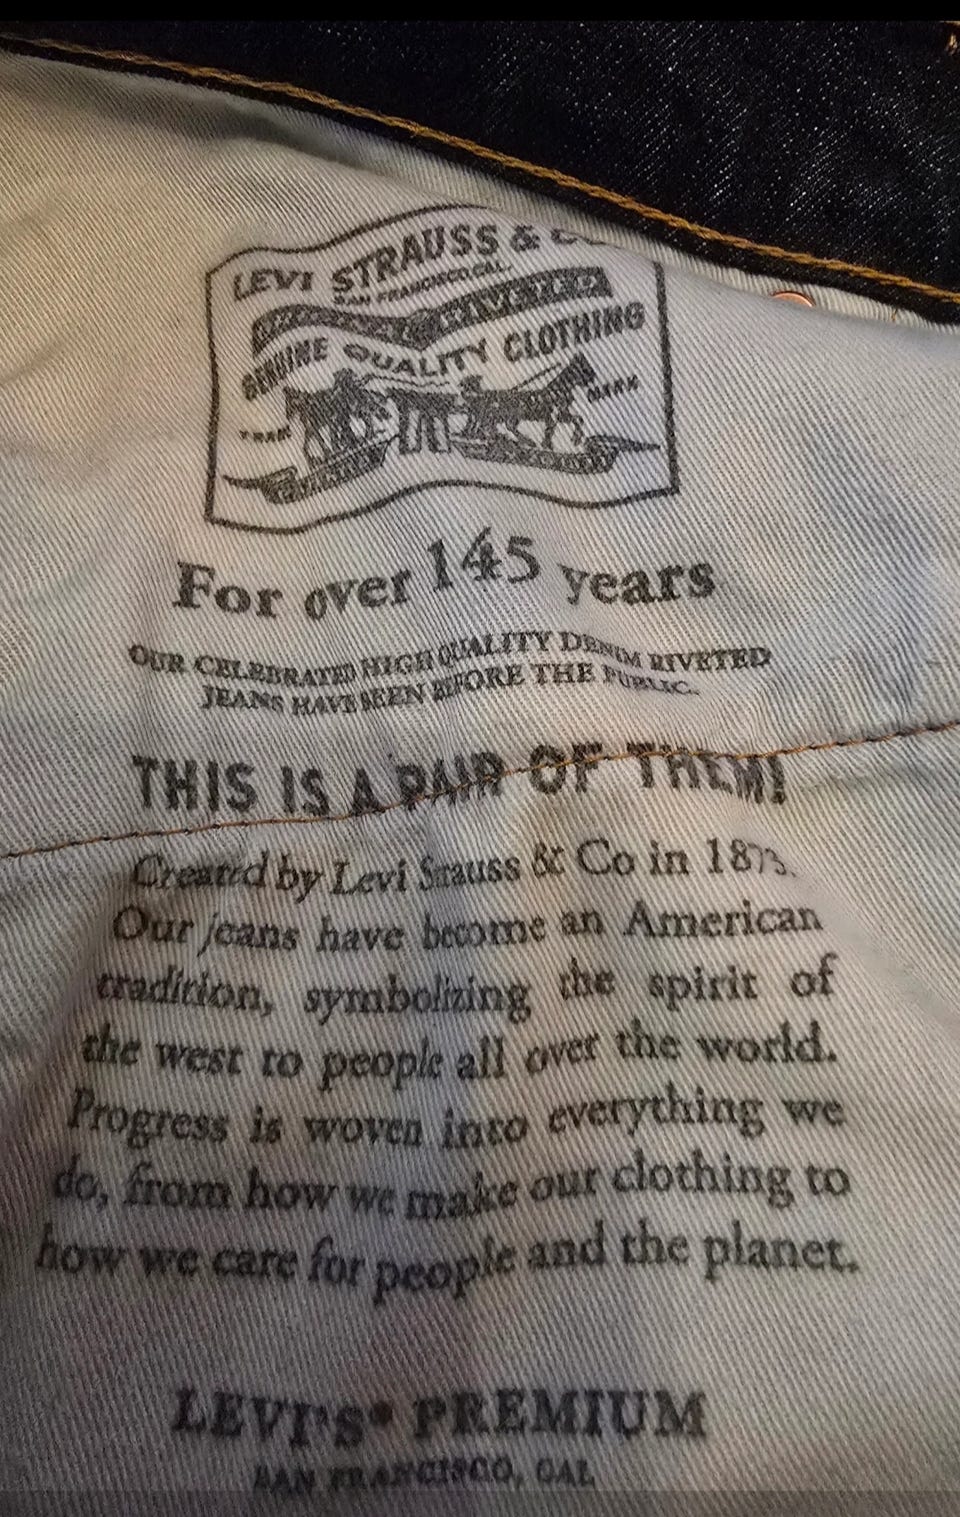 LEVI STRAUSS &
SAN FRANCISCO CAL.
GENUINE QUALITY CLOTHING
TRADE MARK
For over 145 years
OUR CELEBRATED HIGH QUALITY DENIM RIVETED
JEANS HAVE BEEN BEFORE THE PUBLIC.
THIS IS A PAIR OF THEM!
Created by Levi Strauss & Co in 1873.
Our jeans have become an American
tradition, symbolizing the spirit of
the west to people all over the world.
Progress is woven into everything we
do, from how we make our clothing to
how we care for people and the planet.
LEVI'S® PREMIUM
SAN FRANCISCO, CAL